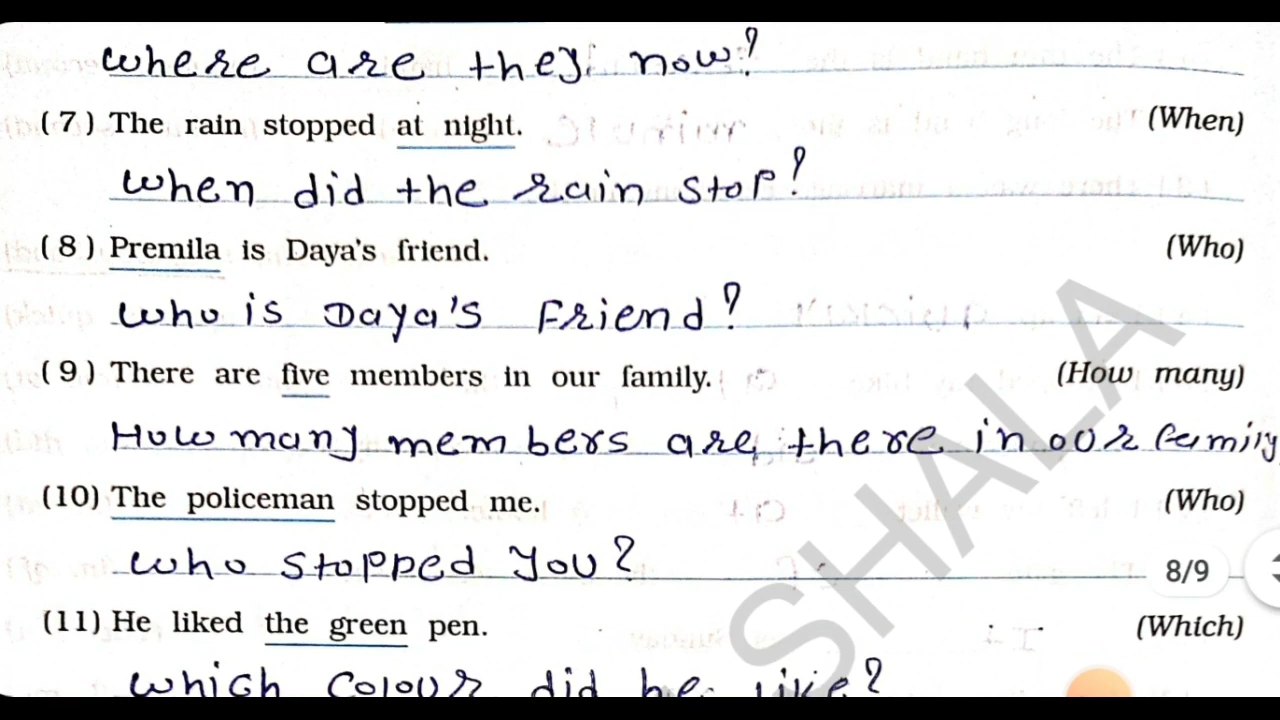 where are they now?
(7) The rain stopped at night. (When)
when did the rain stop?
(8) Premila is Daya's friend. (Who)
who is Daya's Friend?
(9) There are five members in our family. (How many)
How many members are there in our family
(10) The policeman stopped me. (Who)
who stopped you?
8/9
(11) He liked the green pen. (Which)
which colour did he like?
SHALA